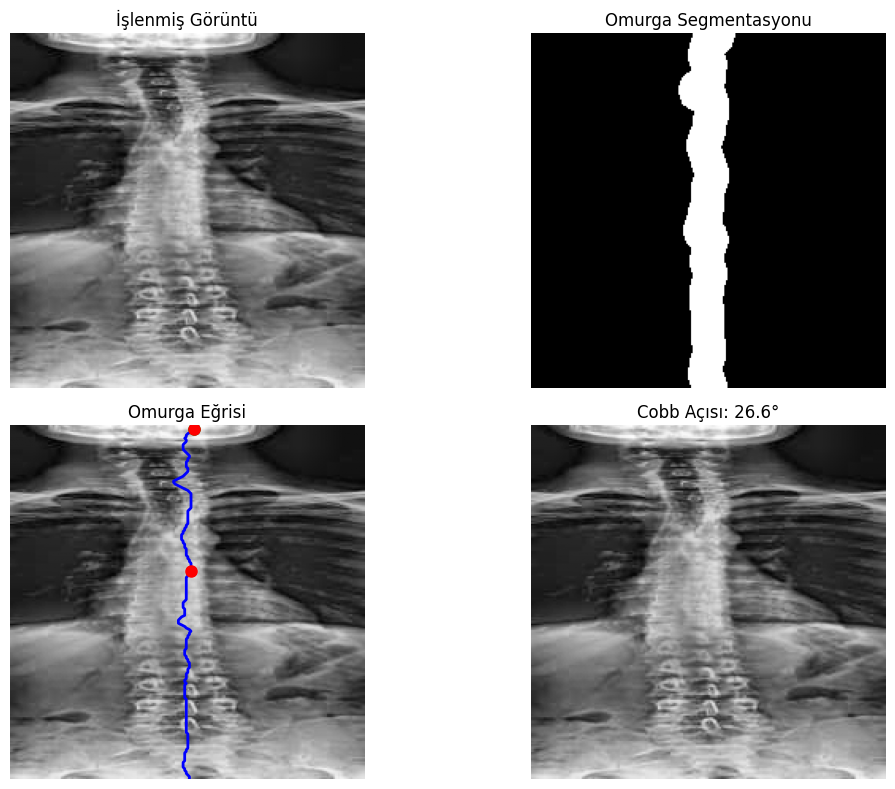 İşlenmiş Görüntü
Omurga Segmentasyonu
Omurga Eğrisi
Cobb Açısı: 26.6°